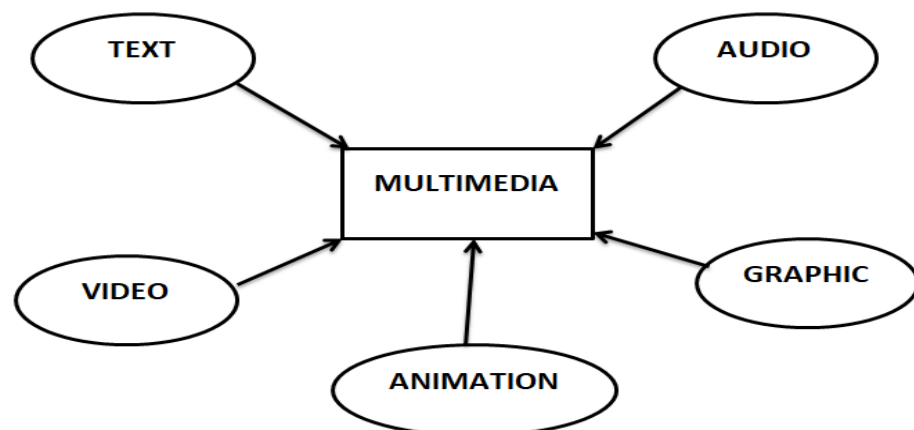 TEXT
AUDIO
MULTIMEDIA
VIDEO
GRAPHIC
ANIMATION